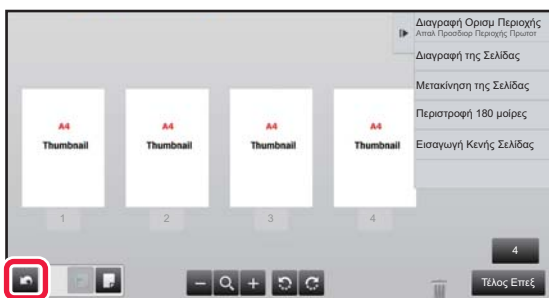 Διαγραφή Ορισμ Περιοχής
Απαλ Προσδιορ Περιοχής Πρωτοτ
Διαγραφή της Σελίδας
Μετακίνηση της Σελίδας
Περιστροφή 180 μοίρες
Εισαγωγή Κενής Σελίδας
A4 A4 A4 A4
Thumbnail Thumbnail Thumbnail Thumbnail
1 2 3 4
4
Τέλος Επεξ